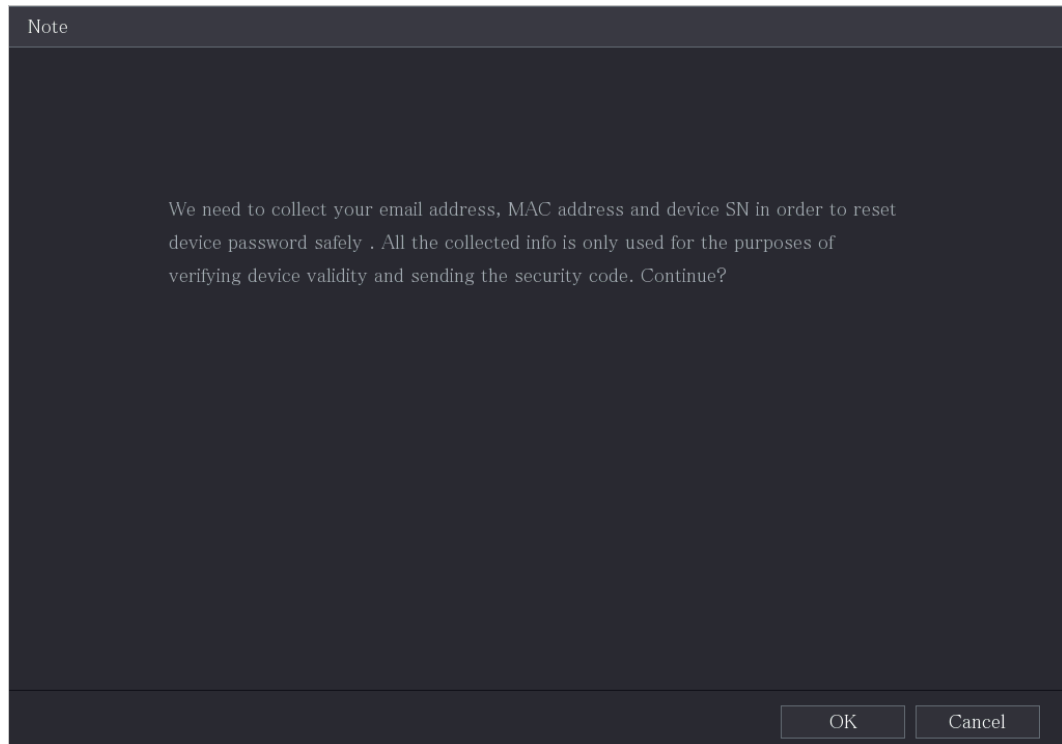 Note
We need to collect your email address, MAC address and device SN in order to reset
device password safely . All the collected info is only used for the purposes of
verifying device validity and sending the security code. Continue?
OK
Cancel